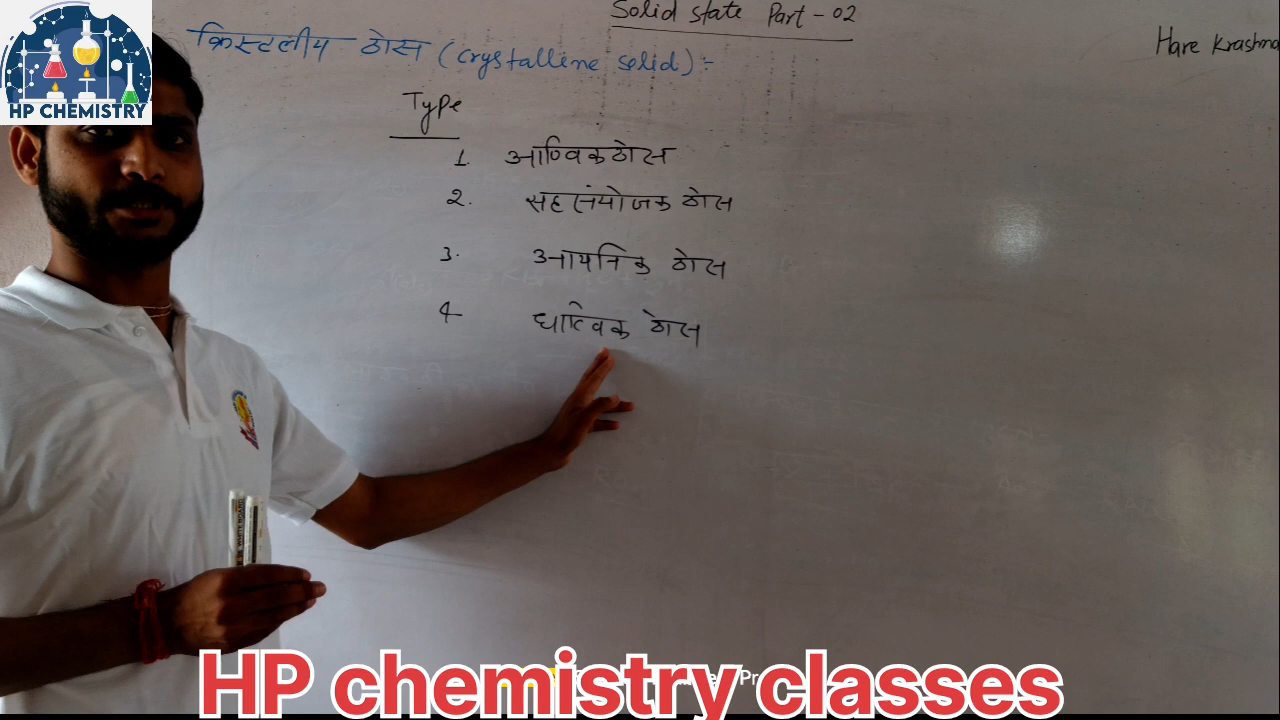 Solid state Part - 02
Hare Krashna
क्रिस्टलीय ठोस (Crystalline solid) :-
HP CHEMISTRY
Type
1. आण्विक ठोस
2. सह संयोजक ठोस
3. आयनिक ठोस
4 धात्विक ठोस
HP chemistry classes